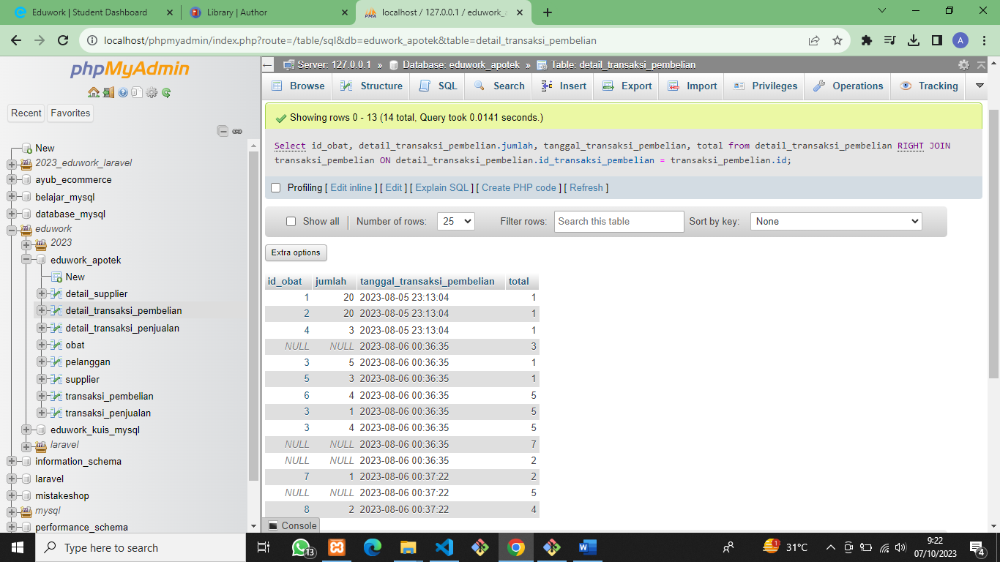 Eduwork | Student Dashboard
Library | Author
localhost / 127.0.0.1 / eduwork_a
localhost/phpmyadmin/index.php?route=/table/sql&db=eduwork_apotek&table=detail_transaksi_pembelian
A
phpMyAdmin
Recent
Favorites
New
2023_eduwork_laravel
ayub_ecommerce
belajar_mysql
database_mysql
eduwork
2023
eduwork_apotek
New
detail_supplier
detail_transaksi_pembelian
detail_transaksi_penjualan
obat
pelanggan
supplier
transaksi_pembelian
transaksi_penjualan
eduwork_kuis_mysql
laravel
information_schema
laravel
mistakeshop
mysql
performance_schema
Server: 127.0.0.1 » Database: eduwork_apotek » Table: detail_transaksi_pembelian
Browse Structure SQL Search Insert Export Import Privileges Operations Tracking
Showing rows 0 - 13 (14 total, Query took 0.0141 seconds.)
Select id_obat, detail_transaksi_pembelian.jumlah, tanggal_transaksi_pembelian, total from detail_transaksi_pembelian RIGHT JOIN
transaksi_pembelian ON detail_transaksi_pembelian.id_transaksi_pembelian = transaksi_pembelian.id;
Profiling [ Edit inline ] [ Edit ] [ Explain SQL ] [ Create PHP code ] [ Refresh ]
Show all Number of rows: 25 Filter rows: Search this table Sort by key: None
Extra options
id_obat jumlah tanggal_transaksi_pembelian total
1 20 2023-08-05 23:13:04 1
2 20 2023-08-05 23:13:04 1
4 3 2023-08-05 23:13:04 1
NULL NULL 2023-08-06 00:36:35 3
3 5 2023-08-06 00:36:35 1
5 3 2023-08-06 00:36:35 1
6 4 2023-08-06 00:36:35 5
3 1 2023-08-06 00:36:35 5
3 4 2023-08-06 00:36:35 5
NULL NULL 2023-08-06 00:36:35 7
NULL NULL 2023-08-06 00:36:35 2
7 1 2023-08-06 00:37:22 2
NULL NULL 2023-08-06 00:37:22 5
8 2 2023-08-06 00:37:22 4
Console
Type here to search
13
1
31°C
9:22
07/10/2023
4